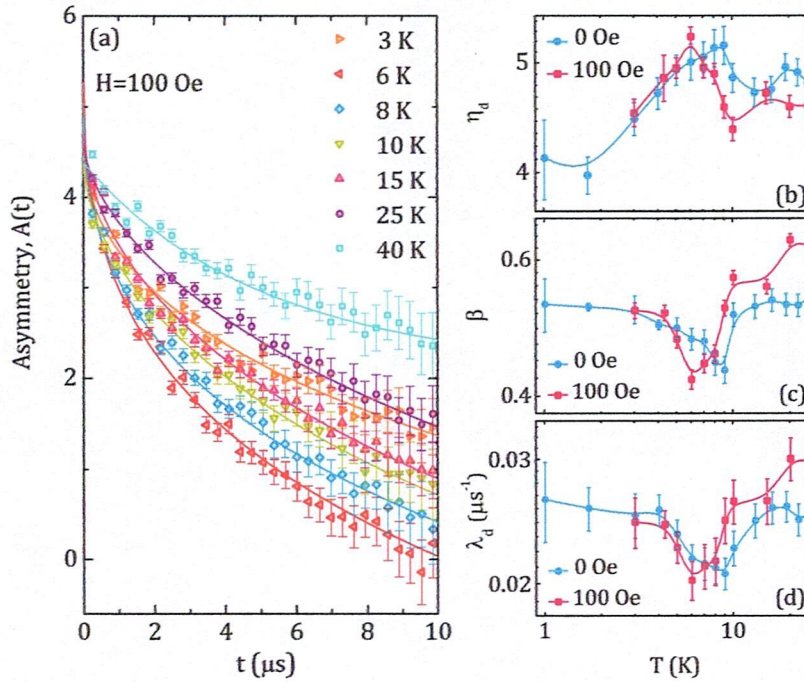 (a)
H=100 Oe
3 K
6 K
8 K
10 K
15 K
25 K
40 K
6
4
2
0
Asymmetry, A(t)
0 2 4 6 8 10
t (μs)
0 Oe
100 Oe
5
4
η_d
(b)
0.6
0.4
β
0 Oe
100 Oe
(c)
0.03
0.02
λ_d (μs⁻¹)
0 Oe
100 Oe
(d)
1 10
T (K)